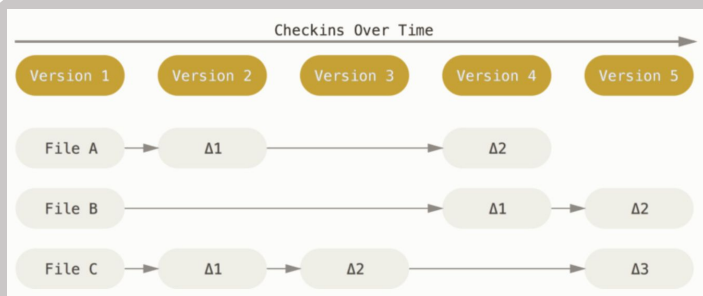 Checkins Over Time
Version 1 Version 2 Version 3 Version 4 Version 5
File A Δ1 Δ2
File B Δ1 Δ2
File C Δ1 Δ2 Δ3